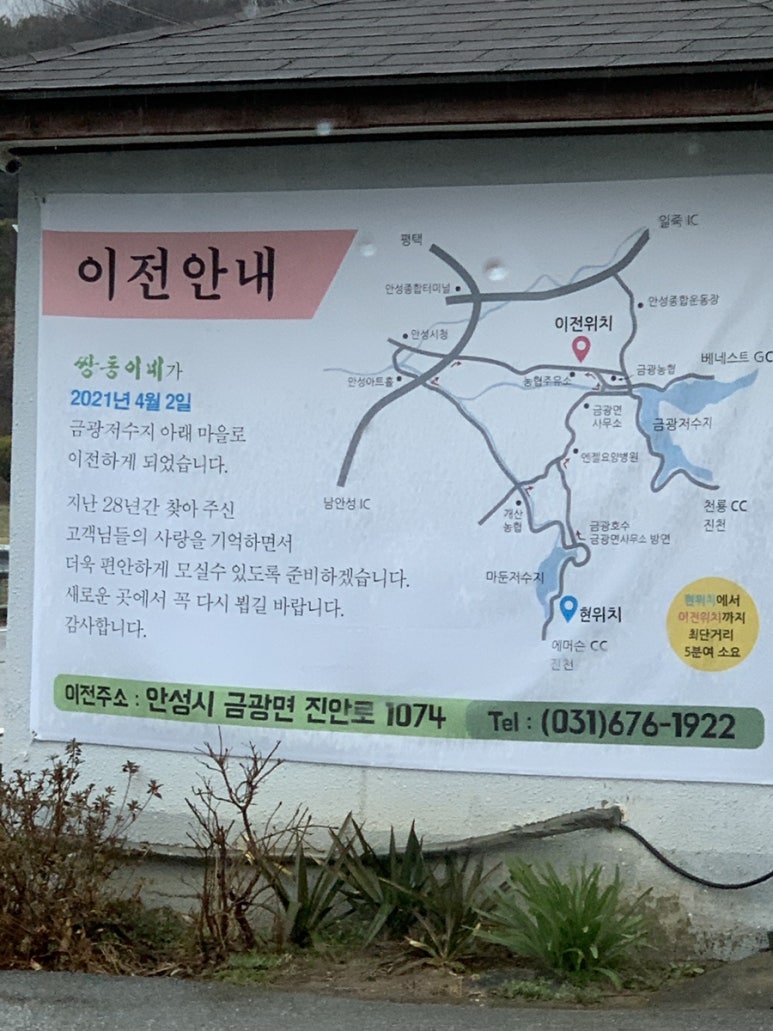 이전안내
쌍둥이네가
2021년 4월 2일
금광저수지 아래 마을로
이전하게 되었습니다.
지난 28년간 찾아 주신
고객님들의 사랑을 기억하면서
더욱 편안하게 모실수 있도록 준비하겠습니다.
새로운 곳에서 꼭 다시 뵙길 바랍니다.
감사합니다.
평택
일죽 IC
안성종합터미널
안성종합운동장
이전위치
안성시청
베네스트 GC
안성아트홀
농협주유소
금광농협
금광면
사무소
금광저수지
엔젤요양병원
남안성 IC
천룡 CC
진천
개산
농협
금광호수
금광면사무소 방면
마둔저수지
현위치
에머슨 CC
진천
현위치에서
이전위치까지
최단거리
5분여 소요
이전주소 : 안성시 금광면 진안로 1074
Tel : (031)676-1922